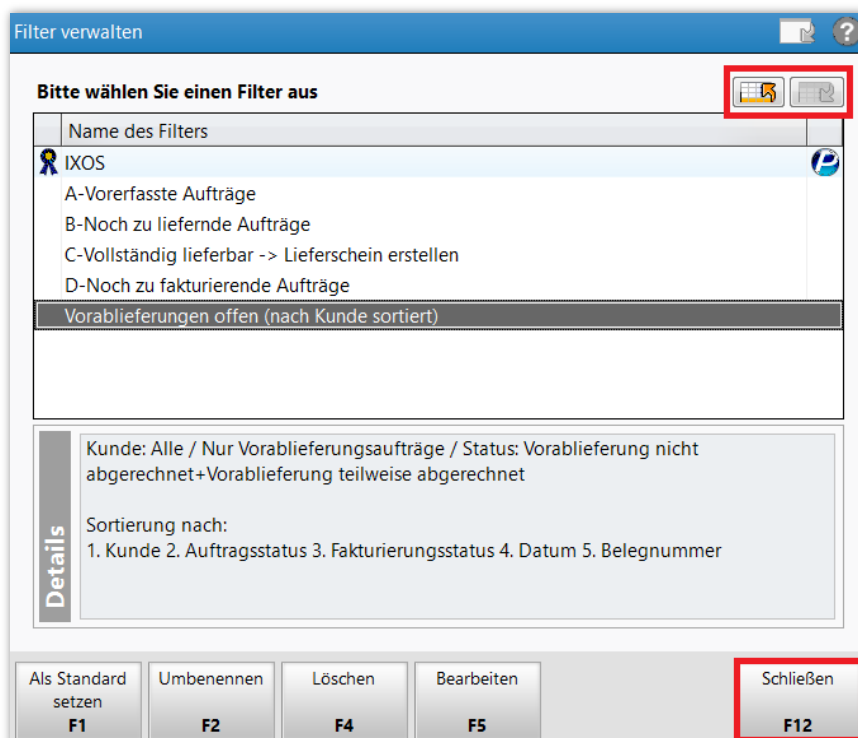 Filter verwalten
?
Bitte wählen Sie einen Filter aus
Name des Filters
IXOS
P
A-Vorerfasste Aufträge
B-Noch zu liefernde Aufträge
C-Vollständig lieferbar -> Lieferschein erstellen
D-Noch zu fakturierende Aufträge
Vorablieferungen offen (nach Kunde sortiert)
Details
Kunde: Alle / Nur Vorablieferungsaufträge / Status: Vorablieferung nicht
abgerechnet+Vorablieferung teilweise abgerechnet
Sortierung nach:
1. Kunde 2. Auftragsstatus 3. Fakturierungsstatus 4. Datum 5. Belegnummer
Als Standard
setzen
F1
Umbenennen
F2
Löschen
F4
Bearbeiten
F5
Schließen
F12